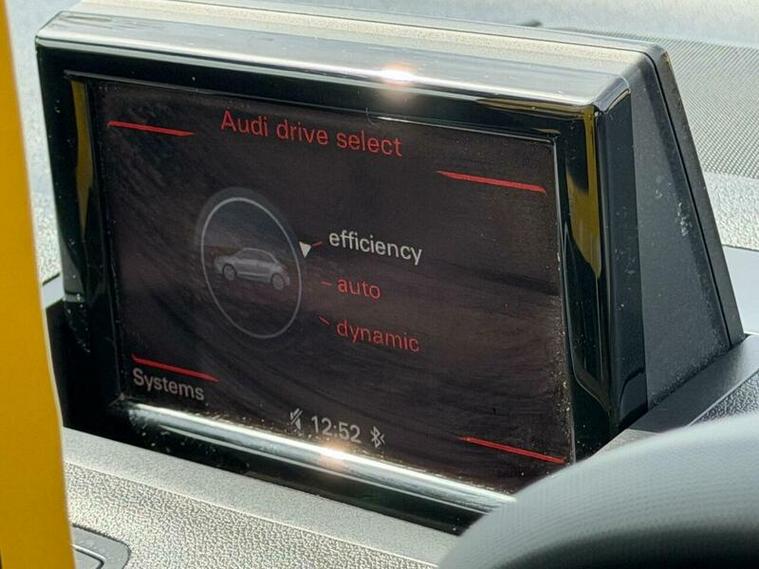 Audi drive select
efficiency
auto
dynamic
Systems
12:52